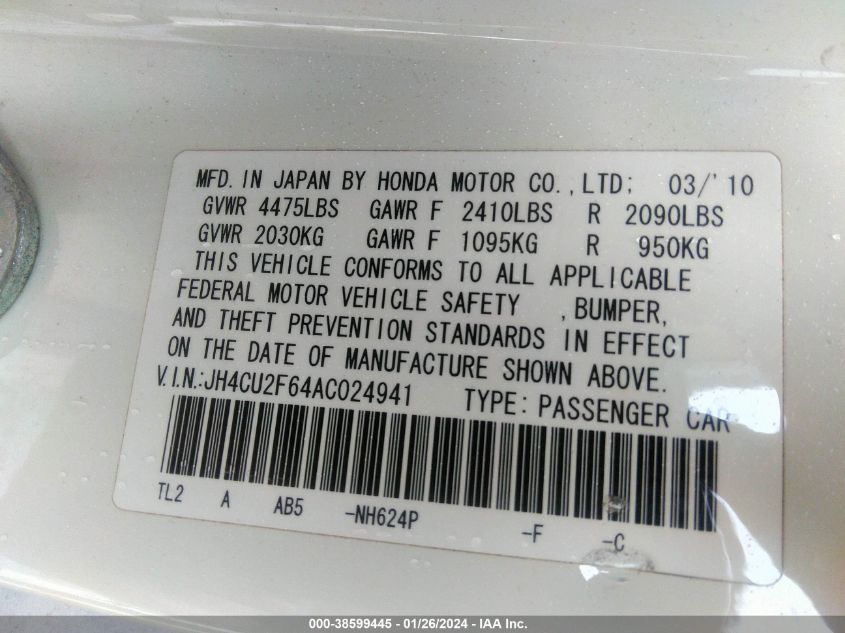 MFD. IN JAPAN BY HONDA MOTOR CO.,LTD; 03/'10
GVWR 4475LBS GAWR F 2410LBS R 2090LBS
GVWR 2030KG GAWR F 1095KG R 950KG
THIS VEHICLE CONFORMS TO ALL APPLICABLE
FEDERAL MOTOR VEHICLE SAFETY ,BUMPER,
AND THEFT PREVENTION STANDARDS IN EFFECT
ON THE DATE OF MANUFACTURE SHOWN ABOVE.
V.I.N.:JH4CU2F64AC024941 TYPE:PASSENGER CAR
TL2 A AB5 -NH624P -F -C
000-38599445 - 01/26/2024 - IAA Inc.